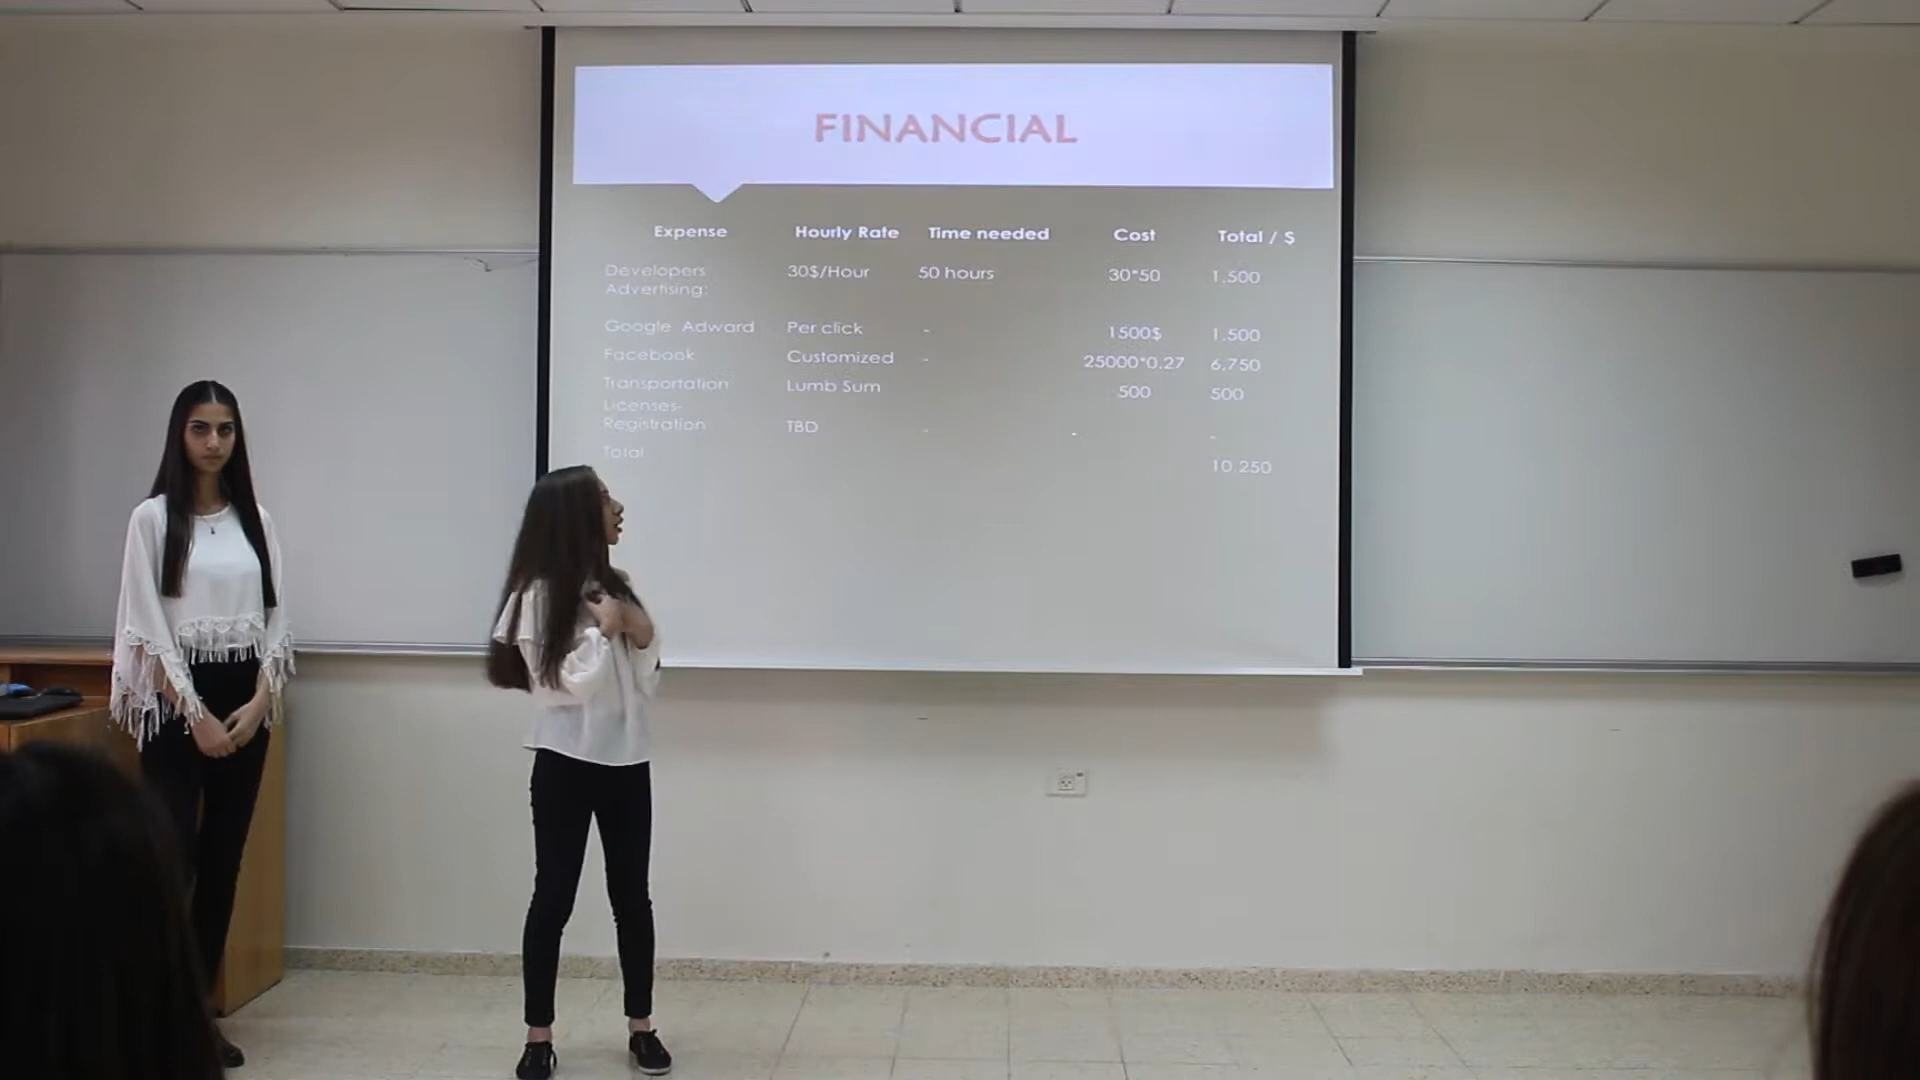 FINANCIAL
Expense Hourly Rate Time needed Cost Total / $
Developers 30$/Hour 50 hours 30*50 1,500
Advertising:
Google Adward Per click - 1500$ 1,500
Facebook Customized - 25000*0.27 6,750
Transportation Lumb Sum 500 500
Licenses-
Registration TBD - - -
Total 10,250